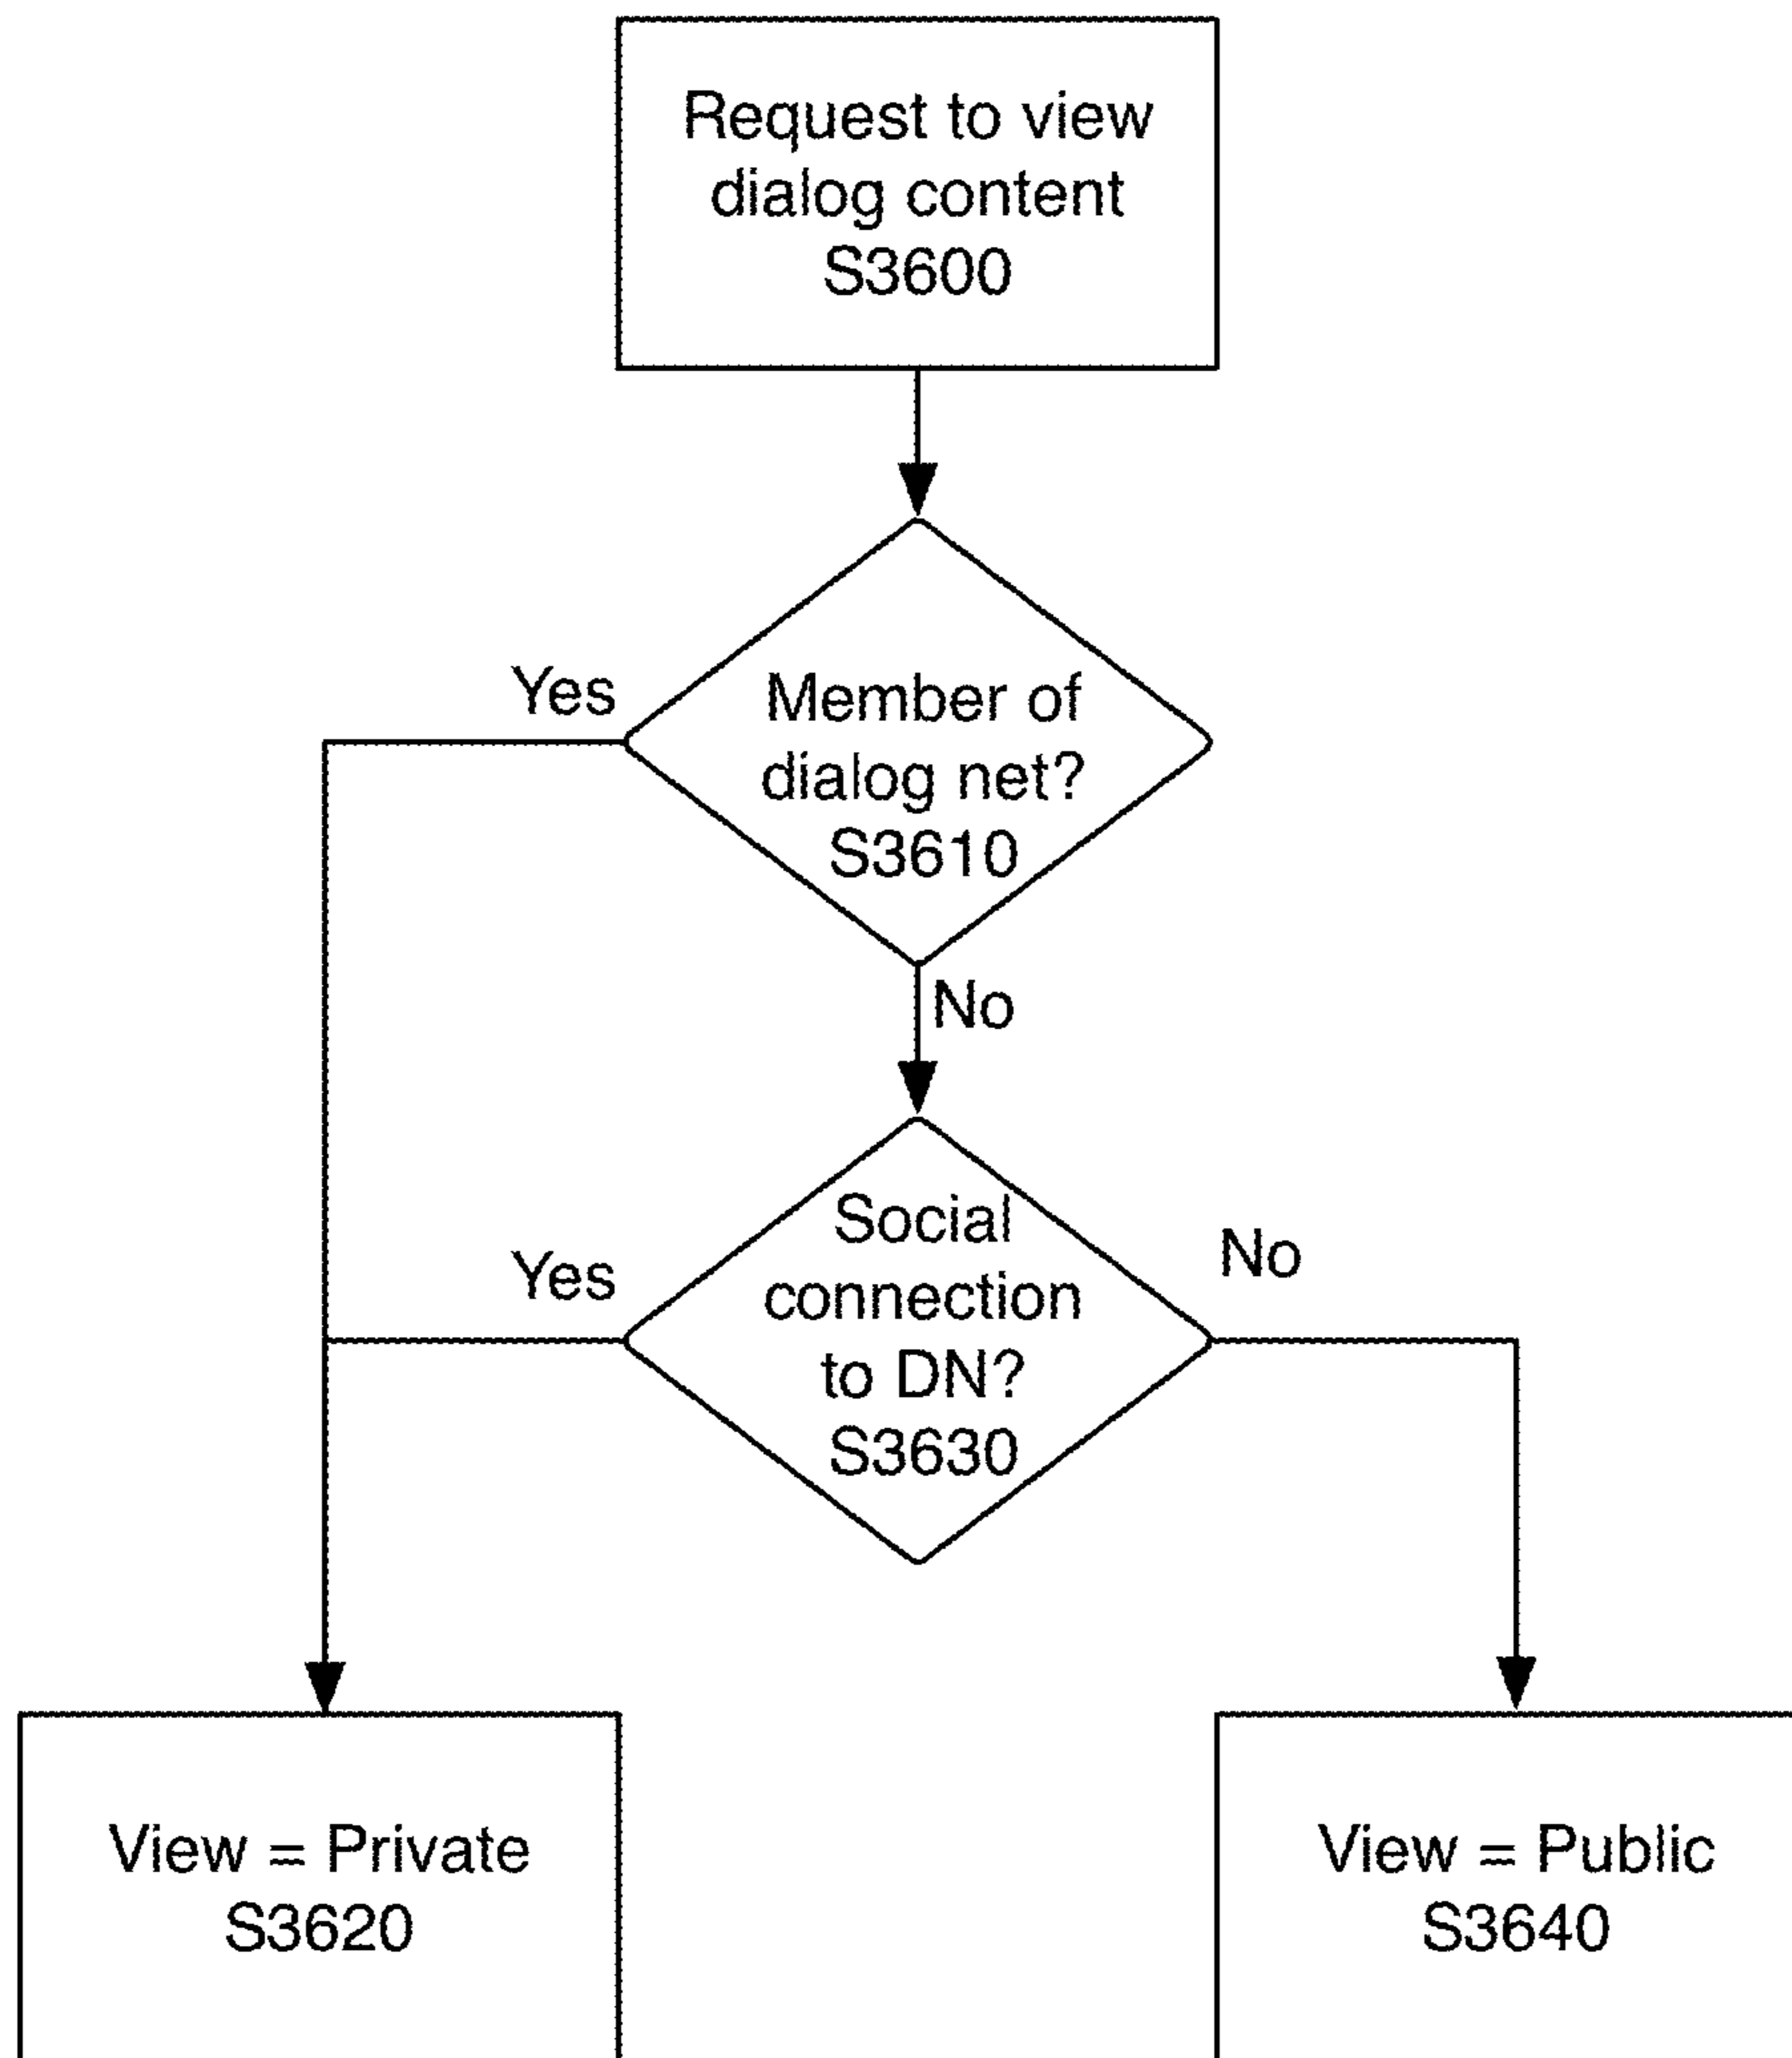 Request to view
dialog content
S3600
Yes
Member of
dialog net?
S3610
No
Social
connection
to DN?
S3630
Yes
No
View = Private
S3620
View = Public
S3640